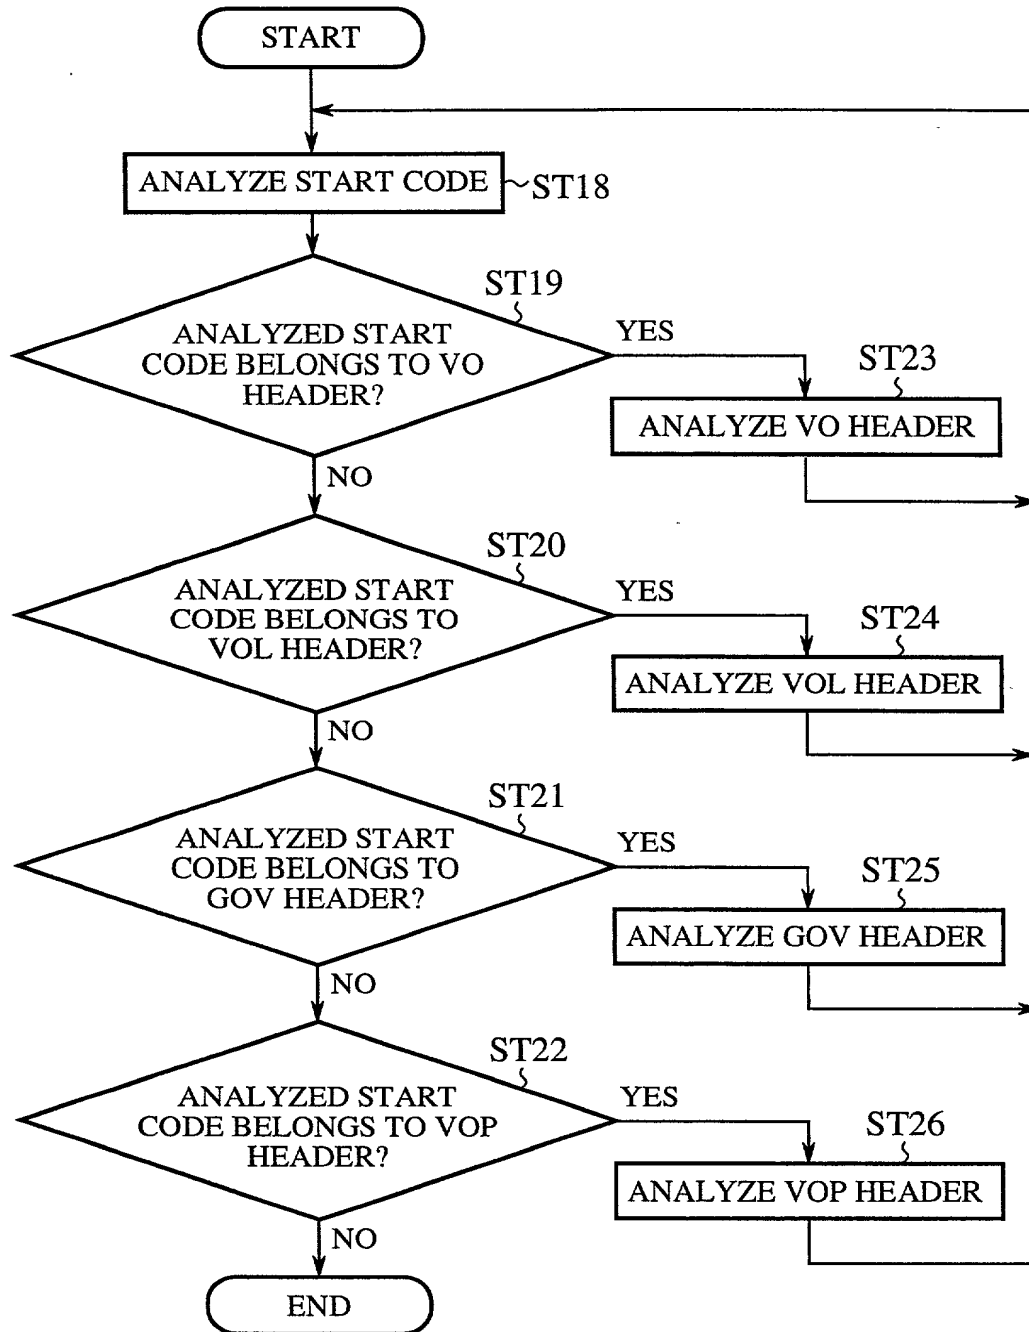 START
ANALYZE START CODE
ST18
ST19
ANALYZED START
CODE BELONGS TO VO
HEADER?
YES
ST23
ANALYZE VO HEADER
NO
ST20
ANALYZED START
CODE BELONGS TO
VOL HEADER?
YES
ST24
ANALYZE VOL HEADER
NO
ST21
ANALYZED START
CODE BELONGS TO
GOV HEADER?
YES
ST25
ANALYZE GOV HEADER
NO
ST22
ANALYZED START
CODE BELONGS TO VOP
HEADER?
YES
ST26
ANALYZE VOP HEADER
NO
END